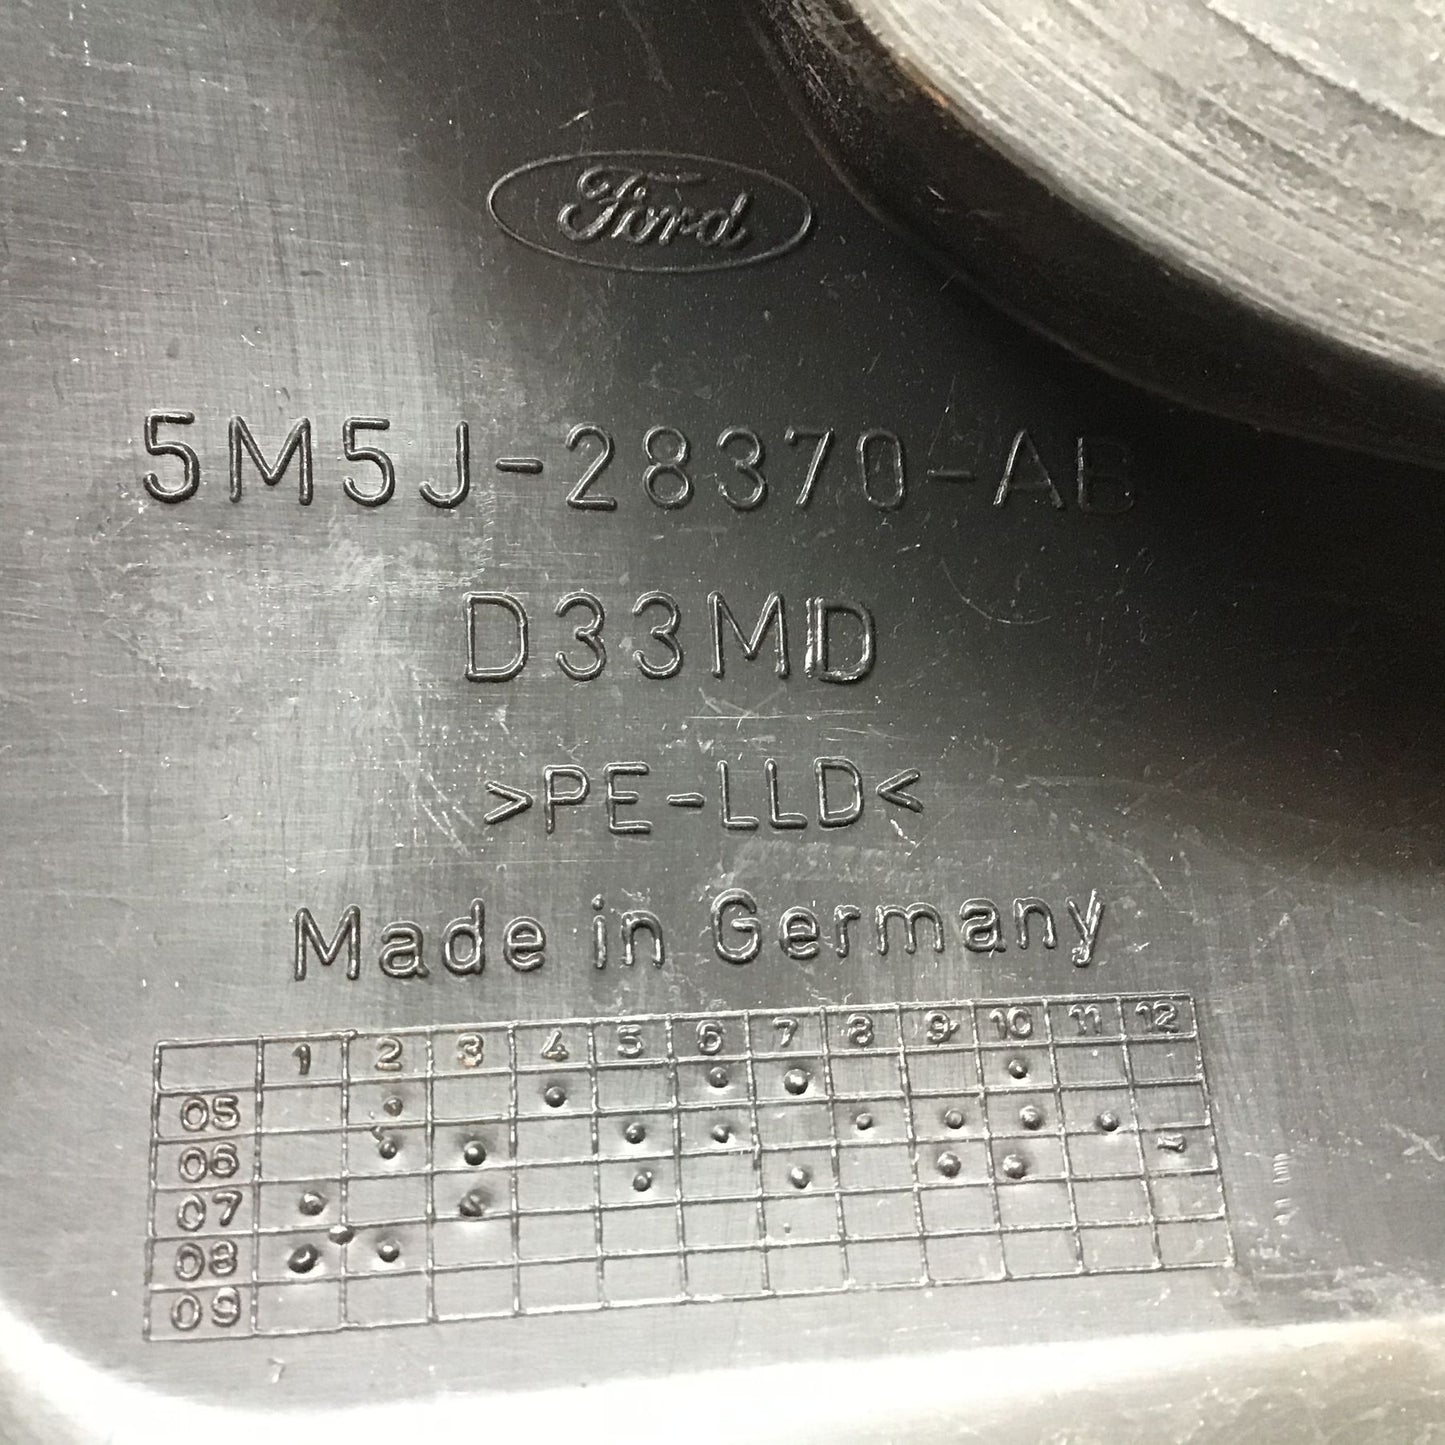 Ford
5M5J-28370-AB
D33MD
>PE-LLD<
Made in Germany
1 2 3 4 5 6 7 8 9 10 11 12
05
06
07
08
09